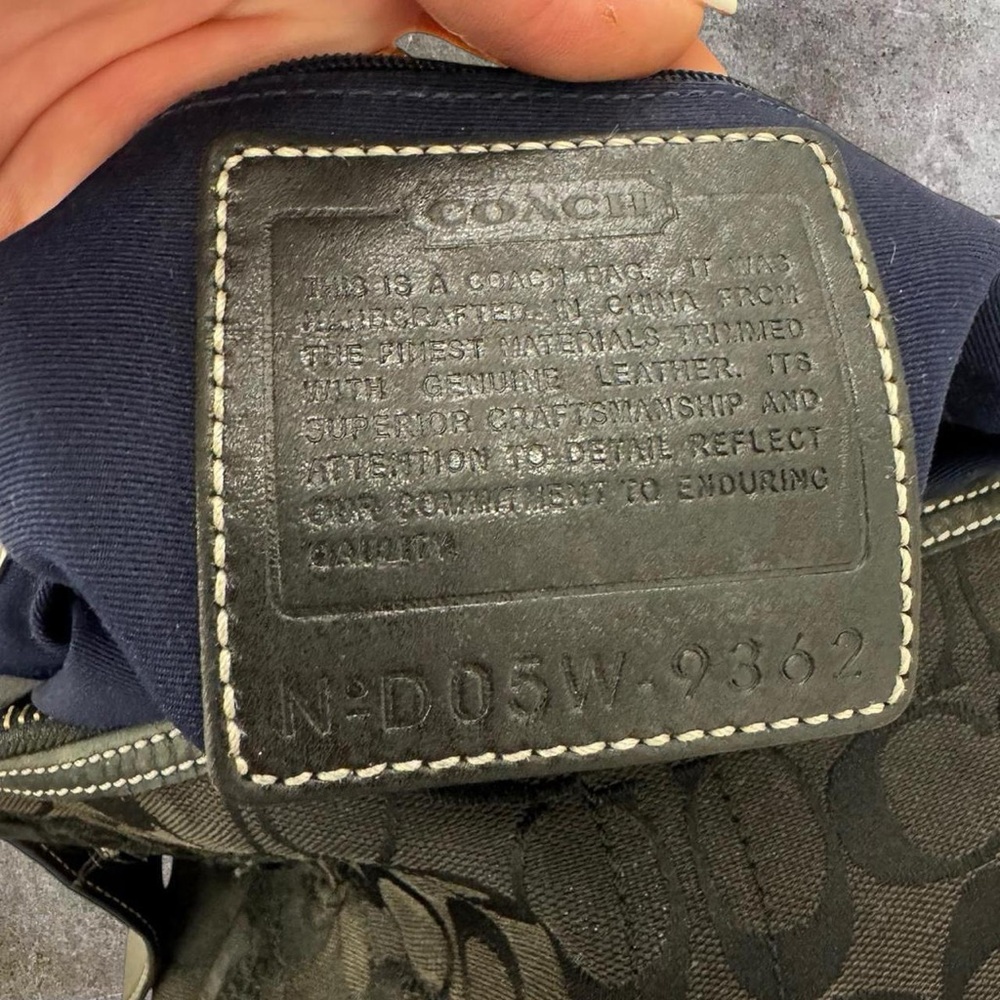 COACH
THIS IS A COACH BAG. IT WAS
HANDCRAFTED IN CHINA FROM
THE FINEST MATERIALS TRIMMED
WITH GENUINE LEATHER. ITS
SUPERIOR CRAFTSMANSHIP AND
ATTENTION TO DETAIL REFLECT
OUR COMMITMENT TO ENDURING
QAULITY.
Nº D05W-9362